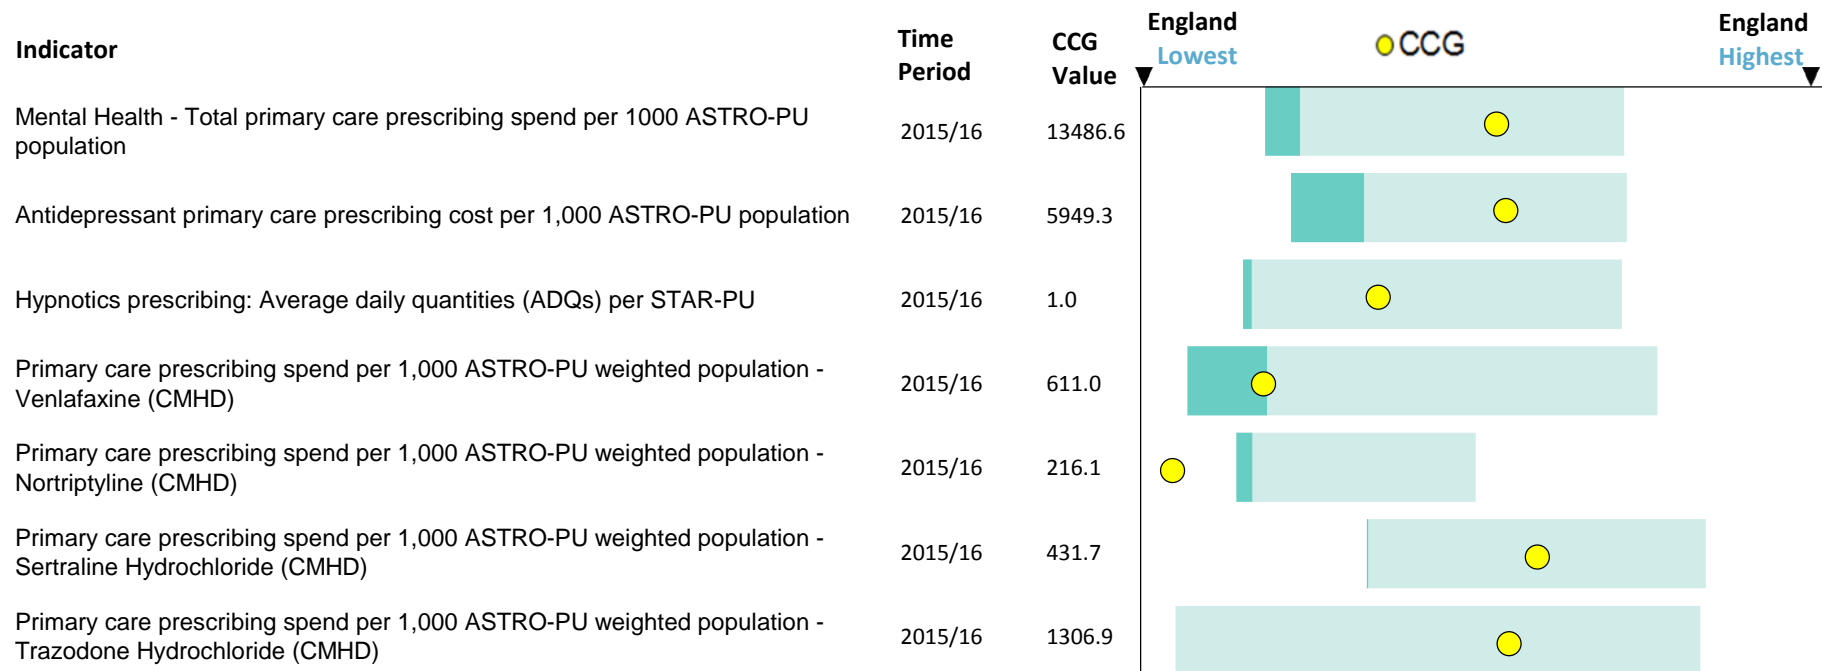 Indicator
Time
Period
CCG
Value
England
Lowest
CCG
England
Highest
Mental Health - Total primary care prescribing spend per 1000 ASTRO-PU
population
2015/16
13486.6
Antidepressant primary care prescribing cost per 1,000 ASTRO-PU population
2015/16
5949.3
Hypnotics prescribing: Average daily quantities (ADQs) per STAR-PU
2015/16
1.0
Primary care prescribing spend per 1,000 ASTRO-PU weighted population -
Venlafaxine (CMHD)
2015/16
611.0
Primary care prescribing spend per 1,000 ASTRO-PU weighted population -
Nortriptyline (CMHD)
2015/16
216.1
Primary care prescribing spend per 1,000 ASTRO-PU weighted population -
Sertraline Hydrochloride (CMHD)
2015/16
431.7
Primary care prescribing spend per 1,000 ASTRO-PU weighted population -
Trazodone Hydrochloride (CMHD)
2015/16
1306.9